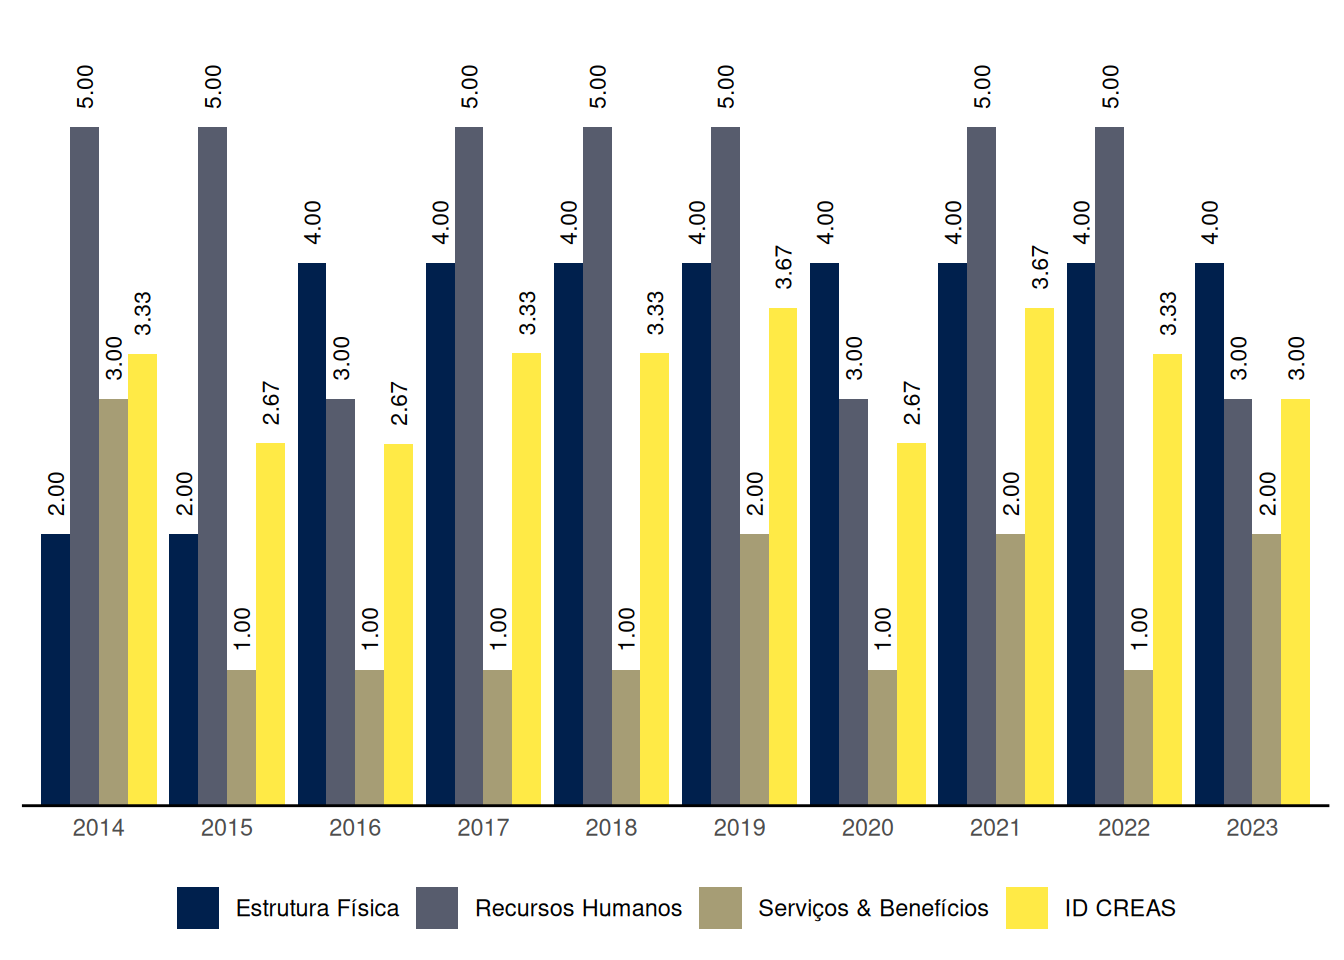 5.00 5.00 5.00 5.00 5.00 5.00 5.00
4.00 4.00 4.00 4.00 4.00 4.00 4.00 4.00
3.67 3.67
3.33 3.33 3.33 3.33
3.00 3.00 3.00 3.00 3.00
2.67 2.67 2.67
2.00 2.00 2.00 2.00 2.00
1.00 1.00 1.00 1.00 1.00 1.00
2014 2015 2016 2017 2018 2019 2020 2021 2022 2023
Estrutura Física Recursos Humanos Serviços & Benefícios ID CREAS